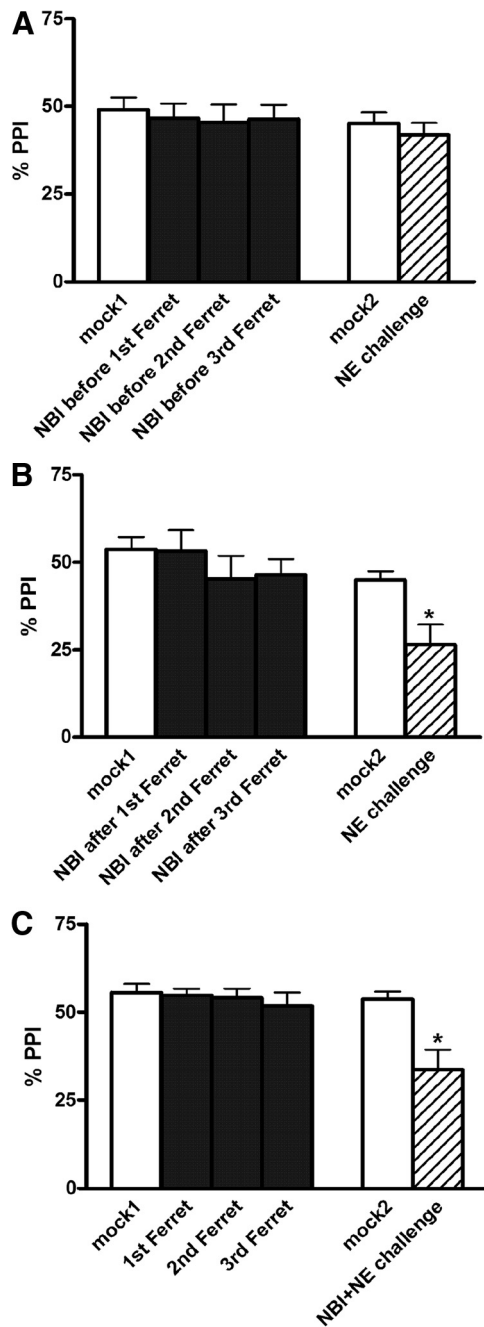 A
75
50
25
0
% PPI
mock1
NBI before 1st Ferret
NBI before 2nd Ferret
NBI before 3rd Ferret
mock2
NE challenge
B
75
50
25
0
% PPI
*
mock1
NBI after 1st Ferret
NBI after 2nd Ferret
NBI after 3rd Ferret
mock2
NE challenge
C
75
50
25
0
% PPI
*
mock1
1st Ferret
2nd Ferret
3rd Ferret
mock2
NBI+NE challenge